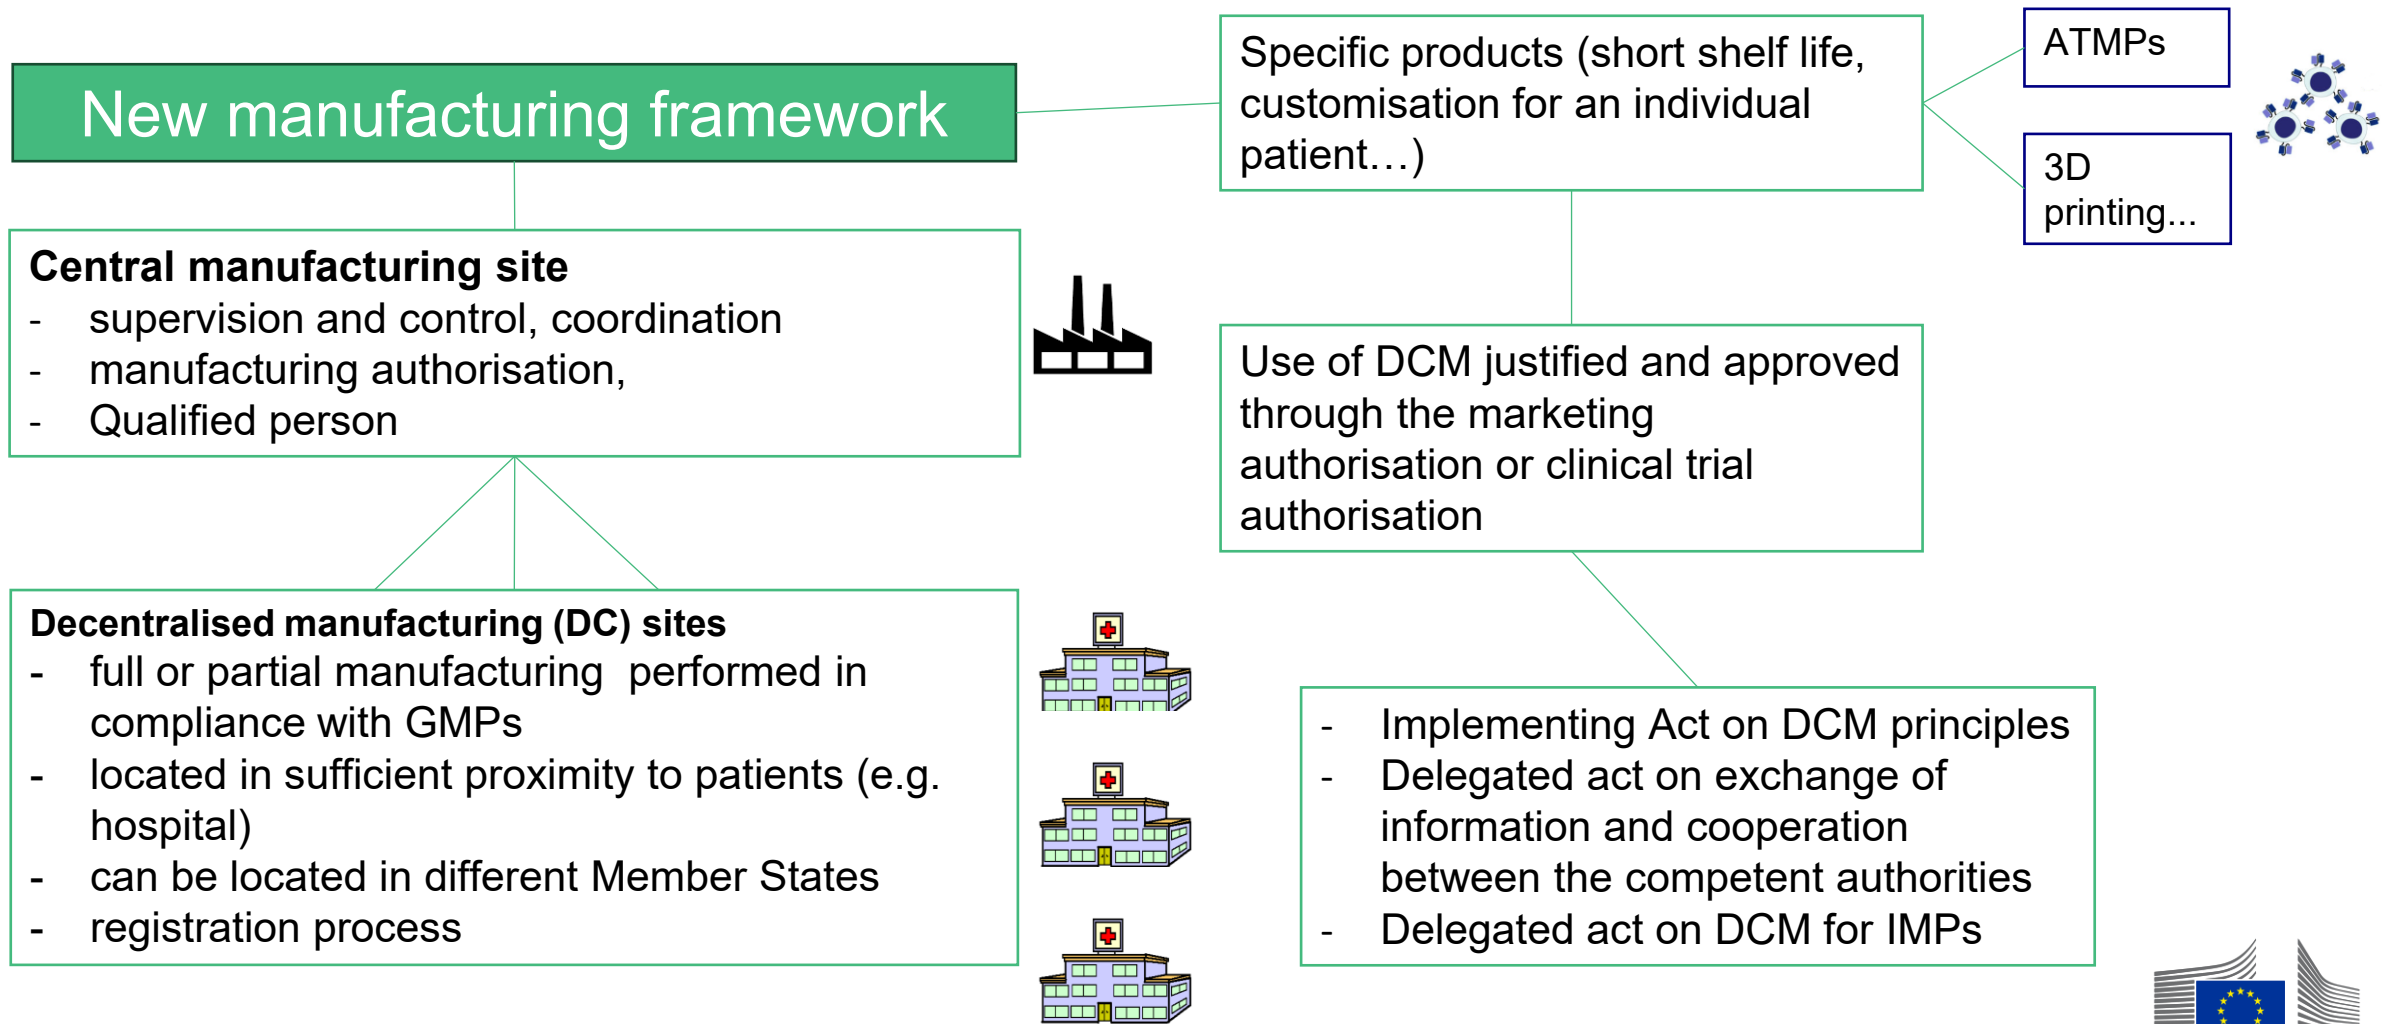 New manufacturing framework
Specific products (short shelf life,
customisation for an individual
patient…)
ATMPs
3D
printing...
Central manufacturing site
- supervision and control, coordination
- manufacturing authorisation,
- Qualified person
Use of DCM justified and approved
through the marketing
authorisation or clinical trial
authorisation
Decentralised manufacturing (DC) sites
- full or partial manufacturing  performed in
compliance with GMPs
- located in sufficient proximity to patients (e.g.
hospital)
- can be located in different Member States
- registration process
- Implementing Act on DCM principles
- Delegated act on exchange of
information and cooperation
between the competent authorities
- Delegated act on DCM for IMPs